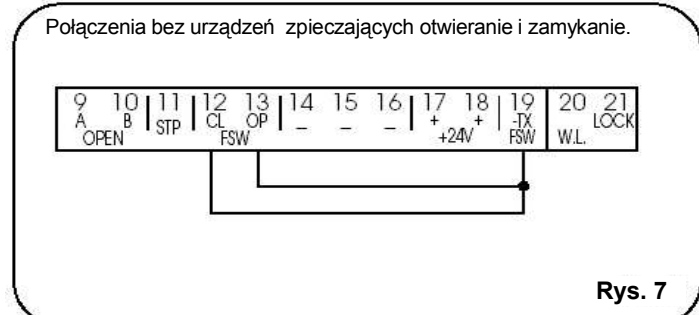 Połączenia bez urządzeń zpieczających otwieranie i zamykanie.
9 10 11 12 13 14 15 16 17 18 19 20 21
A B STP CL OP – – – + + -TX LOCK
OPEN FSW +24V FSW W.L.
Rys. 7